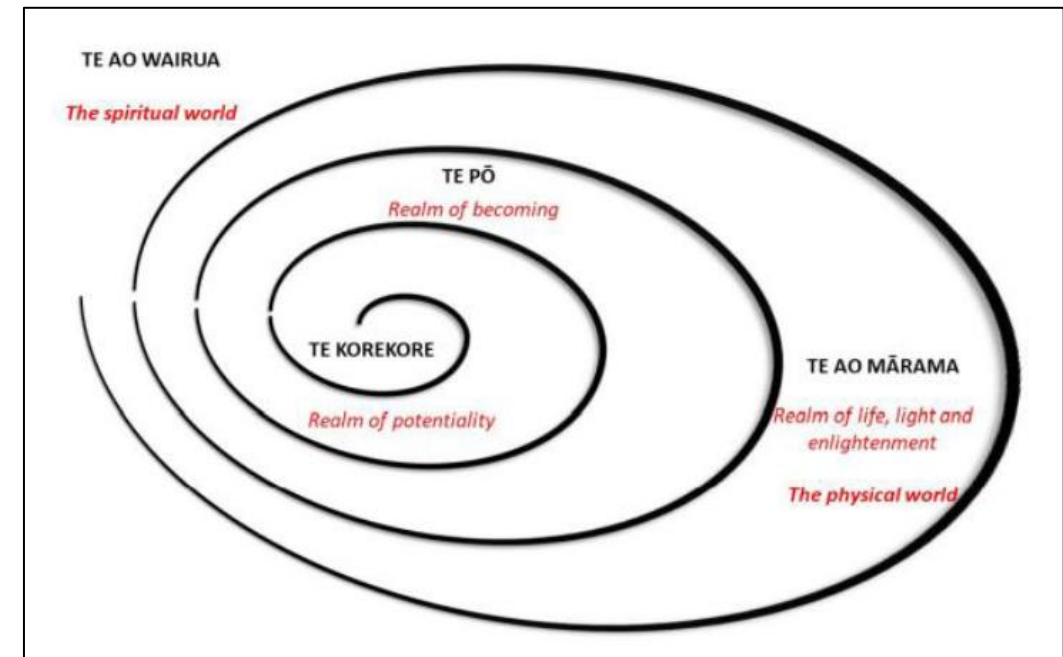 TE AO WAIRUA
The spiritual world
TE PŌ
Realm of becoming
TE KOREKORE
Realm of potentiality
TE AO MĀRAMA
Realm of life, light and
enlightenment
The physical world